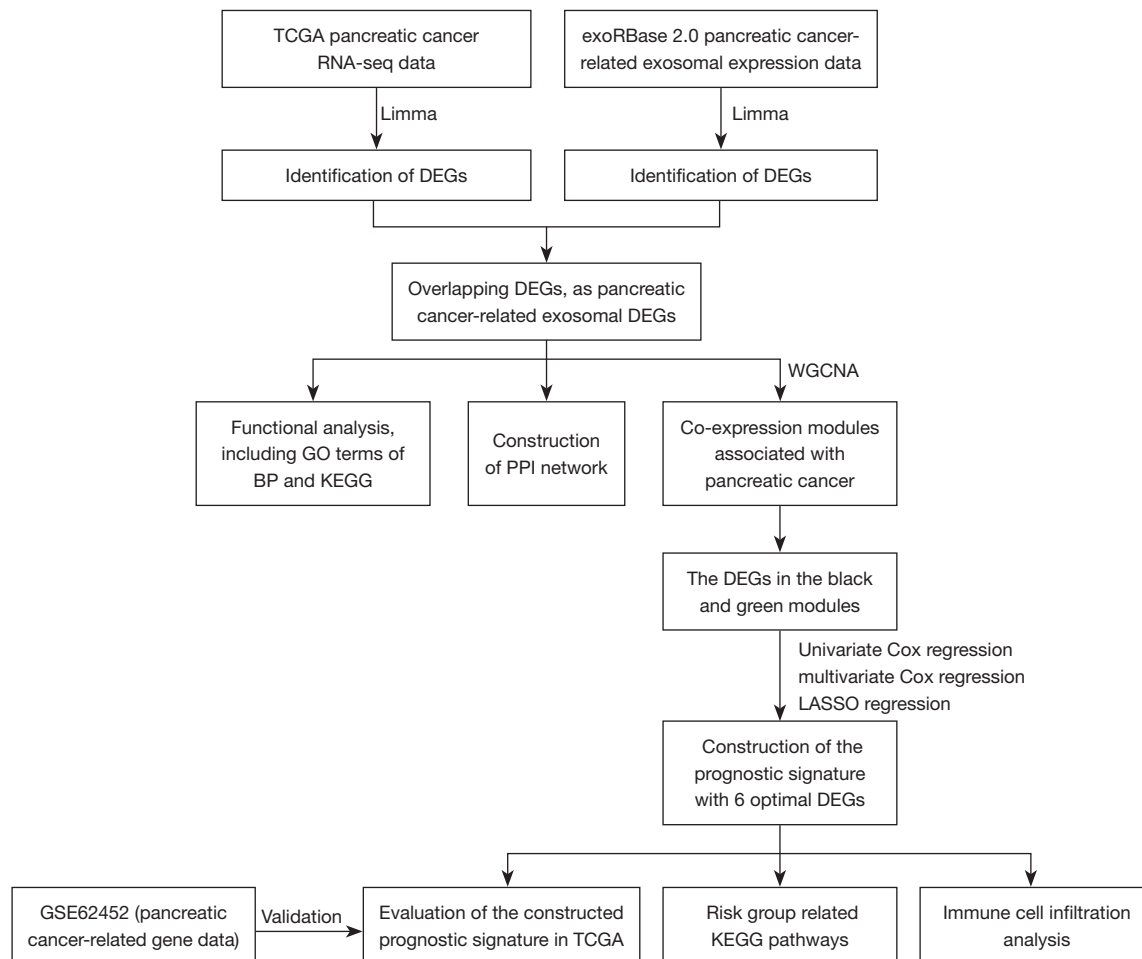 TCGA pancreatic cancer
RNA-seq data
exoRBase 2.0 pancreatic cancer-
related exosomal expression data
Limma
Limma
Identification of DEGs
Identification of DEGs
Overlapping DEGs, as pancreatic
cancer-related exosomal DEGs
WGCNA
Functional analysis,
including GO terms of
BP and KEGG
Construction
of PPI network
Co-expression modules
associated with
pancreatic cancer
The DEGs in the black
and green modules
Univariate Cox regression
multivariate Cox regression
LASSO regression
Construction of the
prognostic signature
with 6 optimal DEGs
GSE62452 (pancreatic
cancer-related gene data)
Validation
Evaluation of the constructed
prognostic signature in TCGA
Risk group related
KEGG pathways
Immune cell infiltration
analysis